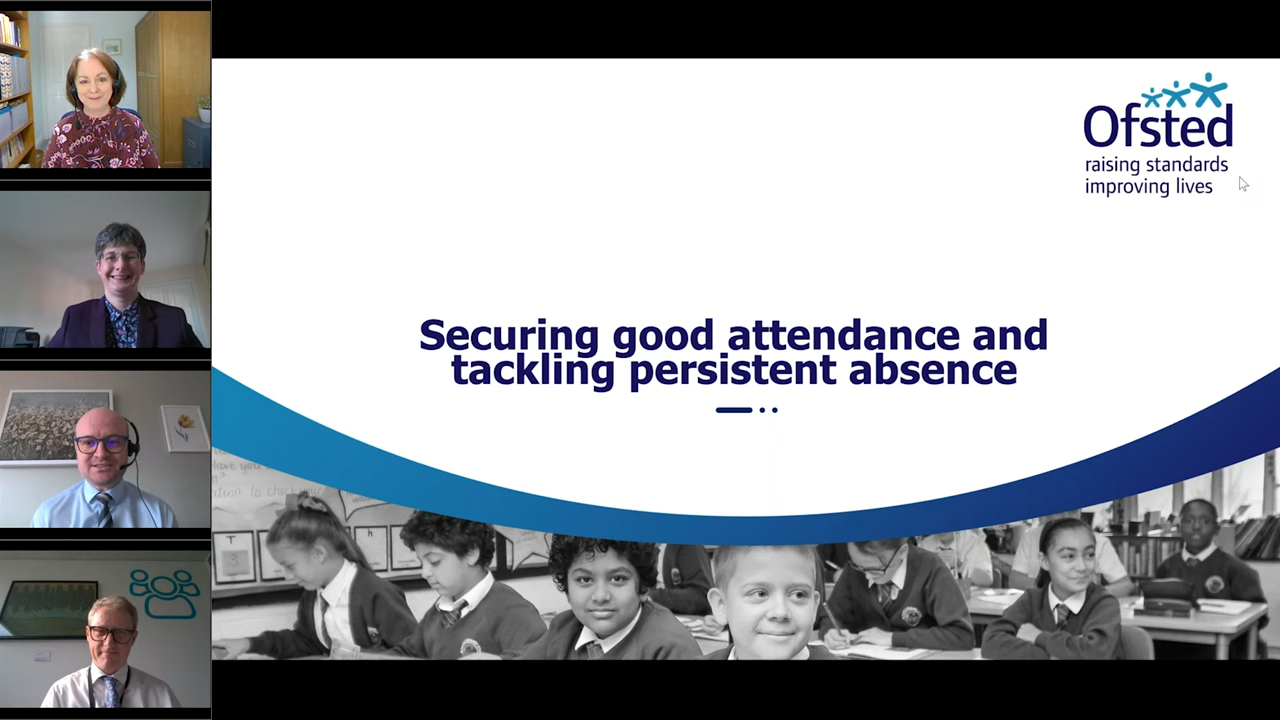 Ofsted
raising standards
improving lives
Securing good attendance and
tackling persistent absence